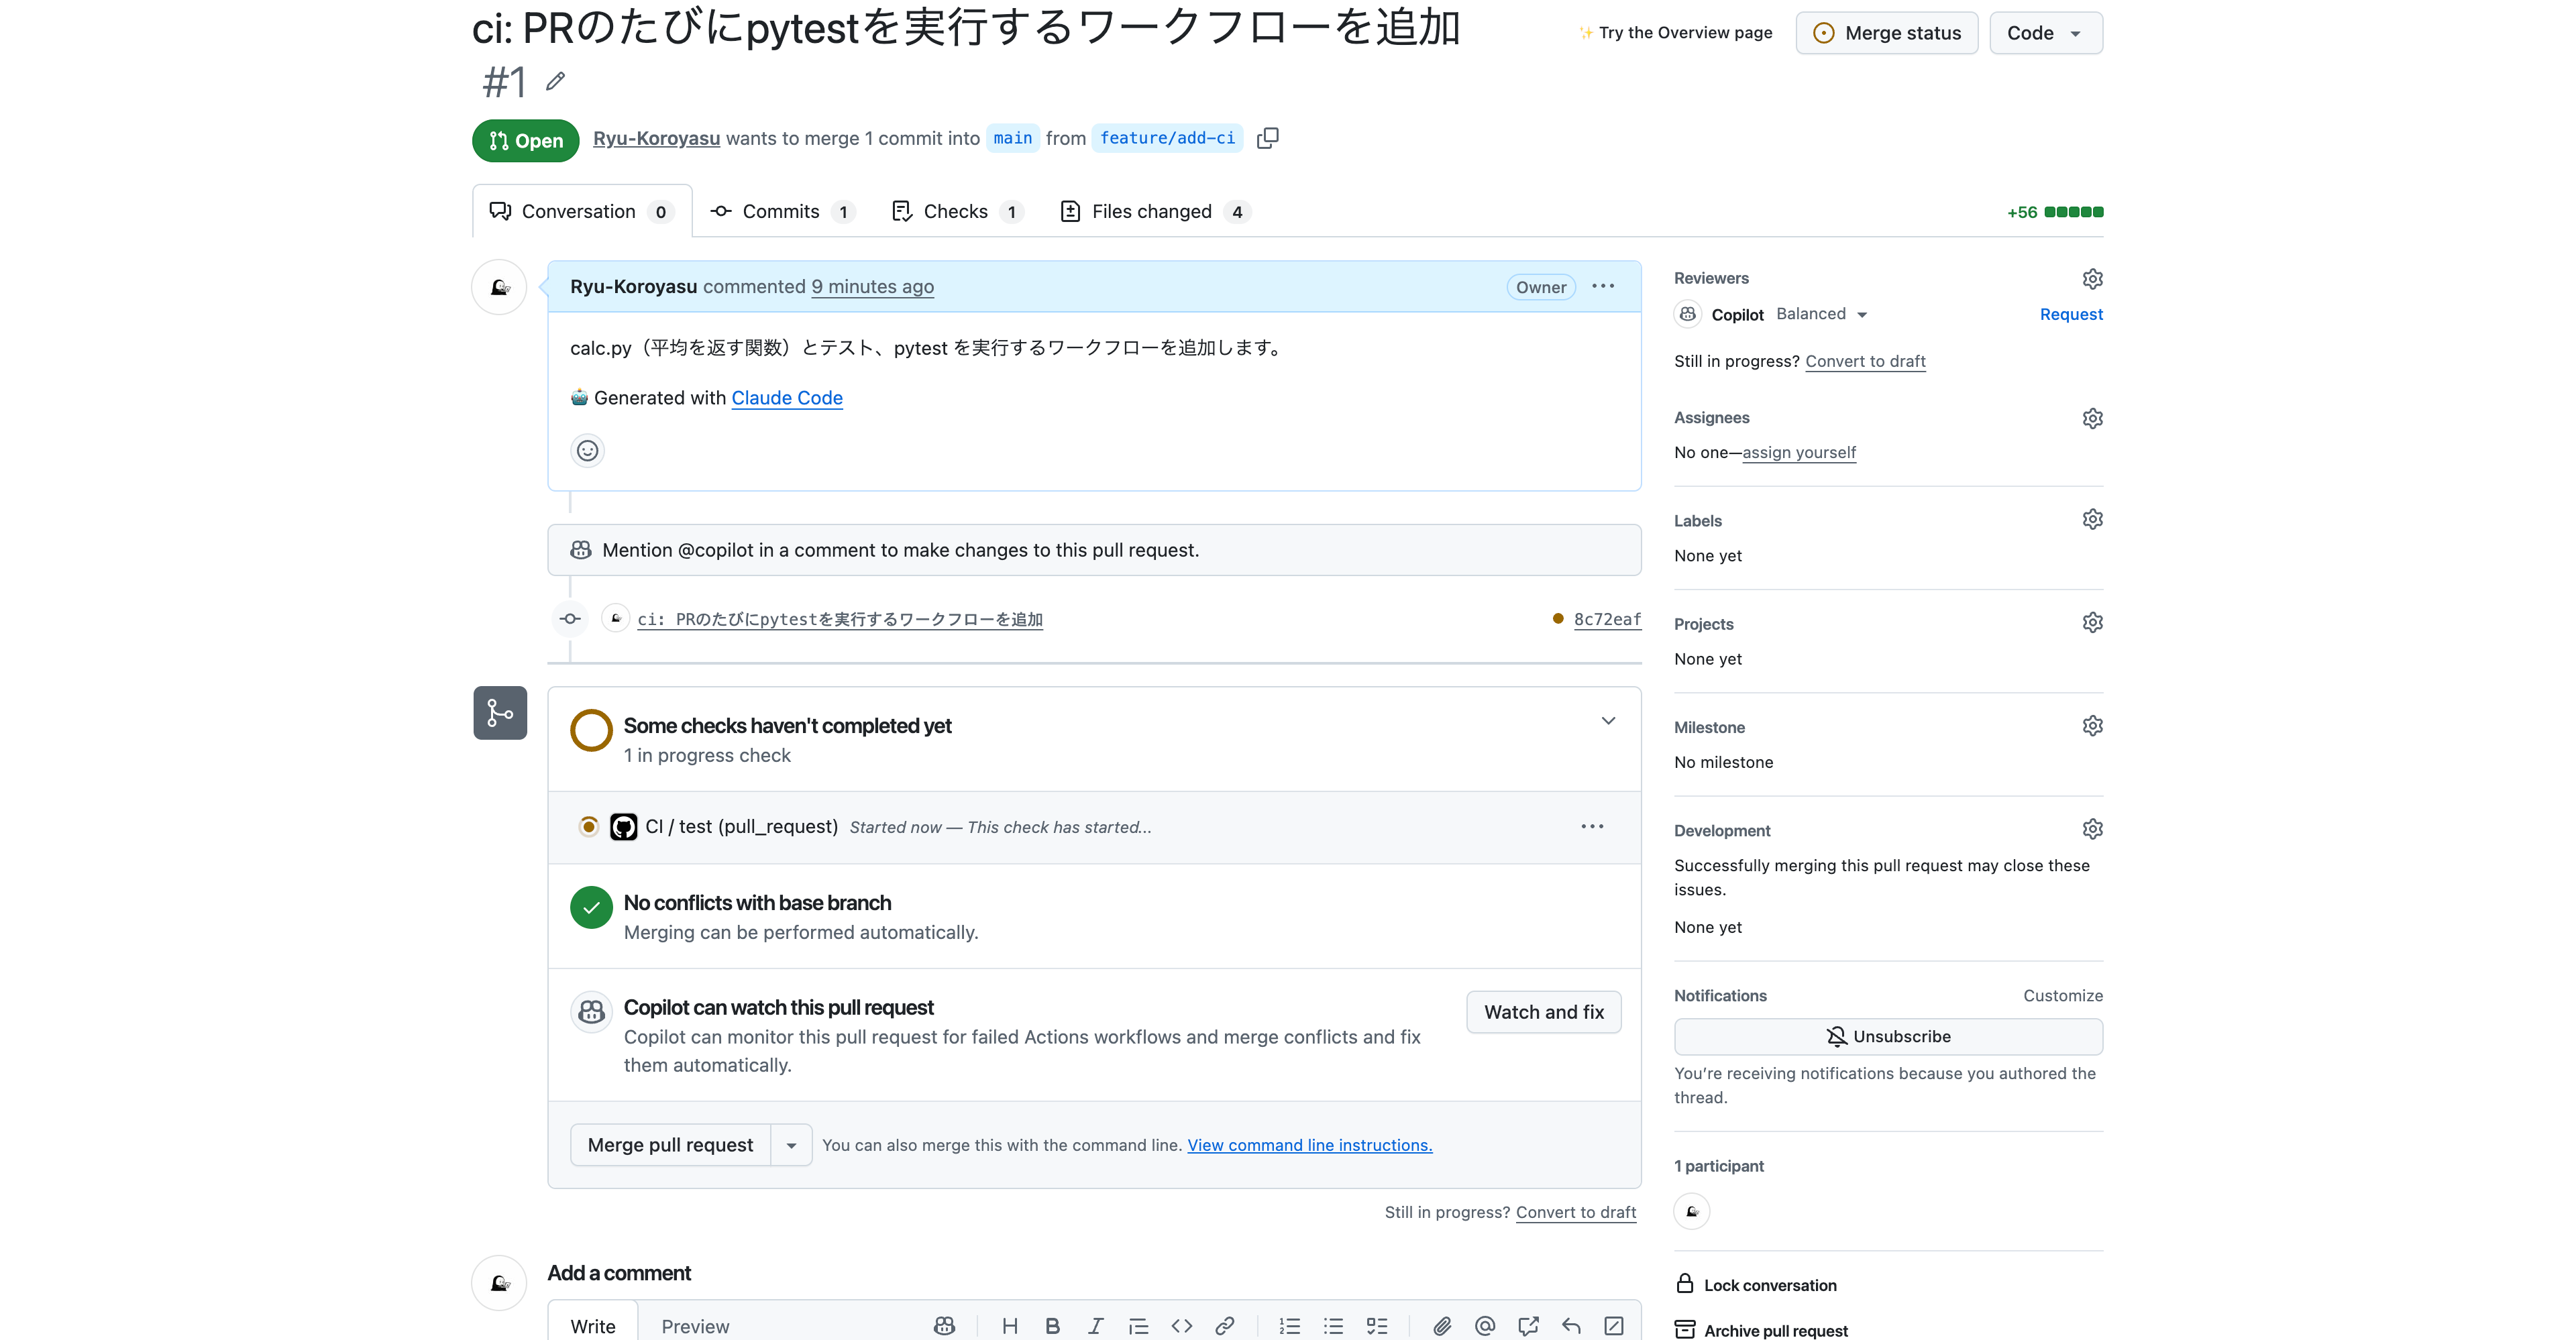 ci: PRのたびにpytestを実行するワークフローを追加
#1
Try the Overview page
Merge status
Code
Open
Ryu-Koroyasu wants to merge 1 commit into main from feature/add-ci
Conversation 0
Commits 1
Checks 1
Files changed 4
+56
Ryu-Koroyasu commented 9 minutes ago
Owner
calc.py（平均を返す関数）とテスト、pytest を実行するワークフローを追加します。
Generated with Claude Code
Mention @copilot in a comment to make changes to this pull request.
ci: PRのたびにpytestを実行するワークフローを追加
8c72eaf
Some checks haven't completed yet
1 in progress check
CI / test (pull_request) Started now — This check has started...
No conflicts with base branch
Merging can be performed automatically.
Copilot can watch this pull request
Copilot can monitor this pull request for failed Actions workflows and merge conflicts and fix
them automatically.
Watch and fix
Merge pull request
You can also merge this with the command line. View command line instructions.
Still in progress? Convert to draft
Add a comment
Write
Preview
Reviewers
Copilot Balanced
Request
Still in progress? Convert to draft
Assignees
No one—assign yourself
Labels
None yet
Projects
None yet
Milestone
No milestone
Development
Successfully merging this pull request may close these
issues.
None yet
Notifications
Customize
Unsubscribe
You're receiving notifications because you authored the
thread.
1 participant
Lock conversation
Archive pull request